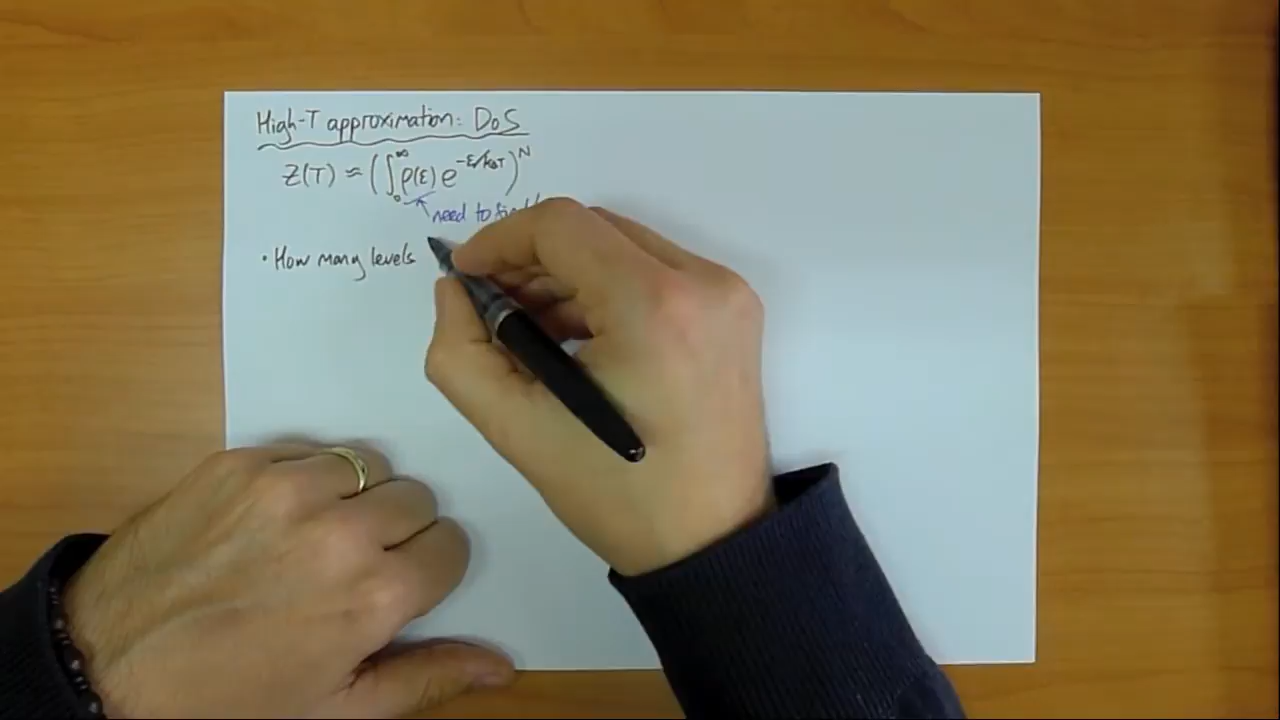 High-T approximation: DoS
Z(T) ≈ (∫₀^∞ ρ(ε) e^{-ε/k_BT})^N
need to
• How many levels